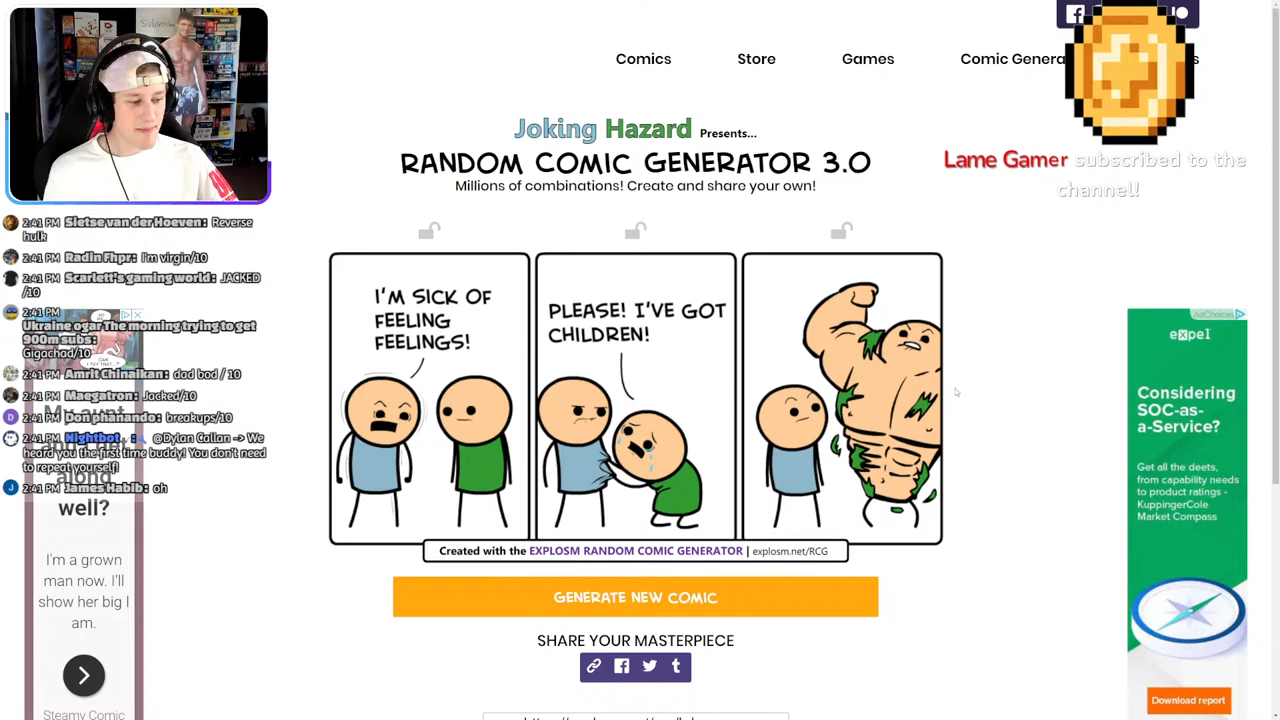 Comics
Store
Games
Comic Genera
s
Joking Hazard Presents...
RANDOM COMIC GENERATOR 3.0
Millions of combinations! Create and share your own!
Lame Gamer subscribed to the
channel!
2:41 PM Sietse van der Hoeven: Reverse
hulk
2:41 PM Radin Fhpr: I'm virgin/10
2:41 PM Scarlett's gaming world: JACKED
/10
2:41 PM
Ukraine ogar The morning trying to get
900m subs:
Gigachad/10
2:41 PM Amrit Chinaikan: dad bod / 10
2:41 PM Maegatron: Jacked/10
2:41 PM Don phanando: breakups/10
2:41 PM Nightbot @Dylan Callan -> We
heard you the first time buddy! You don't need
to repeat yourself!
2:41 PM James Habib: oh
along
well?
I'm a grown
man now. I'll
show her big I
am.
Steamy Comic
I'M SICK OF
FEELING
FEELINGS!
PLEASE! I'VE GOT
CHILDREN!
Created with the EXPLOSM RANDOM COMIC GENERATOR | explosm.net/RCG
GENERATE NEW COMIC
SHARE YOUR MASTERPIECE
AdChoices
expel
Considering
SOC-as-
a-Service?
Get all the deets,
from capability needs
to product ratings -
KuppingerCole
Market Compass
Download report